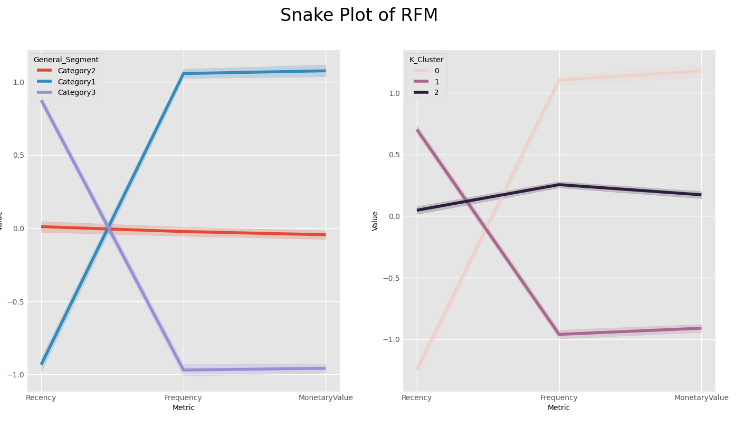 Snake Plot of RFM
General_Segment
Category2
Category1
Category3
1.0
0.5
0.0
−0.5
−1.0
Recency
Frequency
MonetaryValue
Metric
K_Cluster
0
1
2
Value
1.0
0.5
0.0
−0.5
−1.0
Recency
Frequency
MonetaryValue
Metric